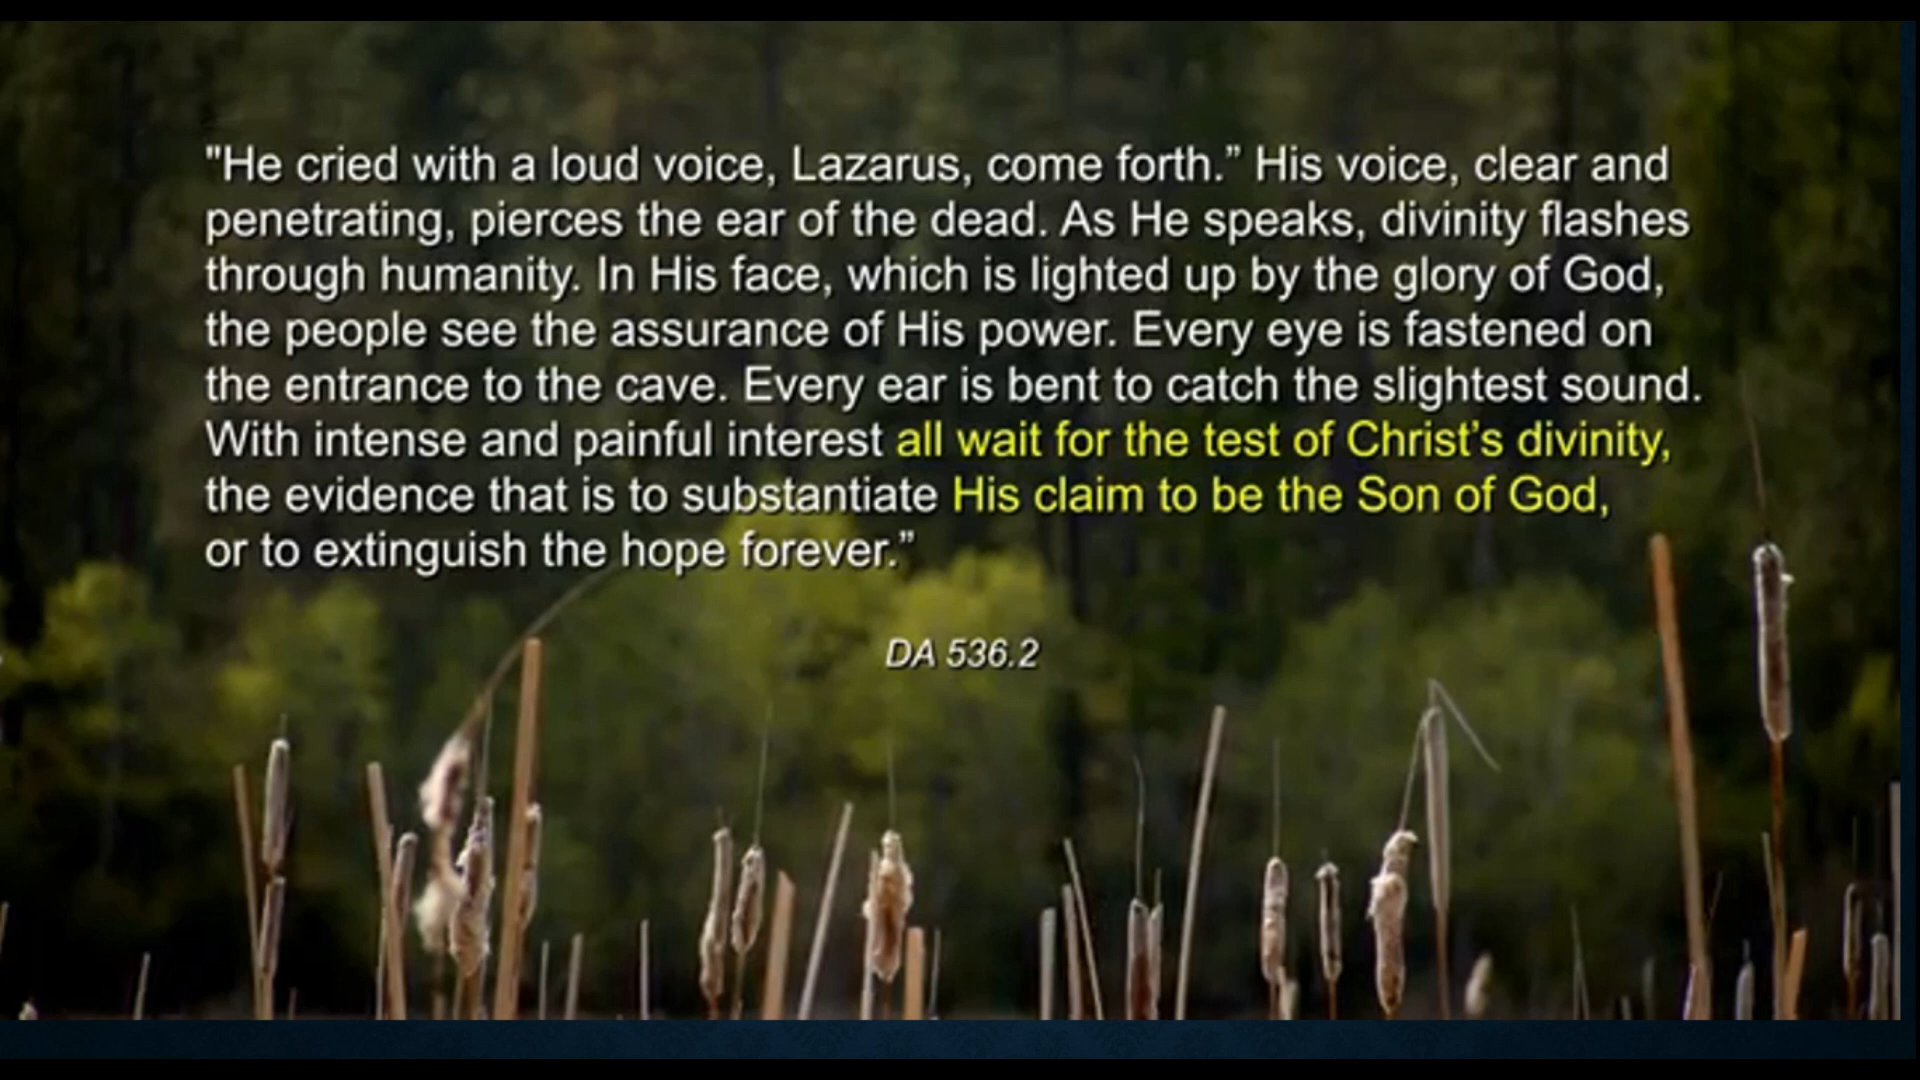 "He cried with a loud voice, Lazarus, come forth.” His voice, clear and
penetrating, pierces the ear of the dead. As He speaks, divinity flashes
through humanity. In His face, which is lighted up by the glory of God,
the people see the assurance of His power. Every eye is fastened on
the entrance to the cave. Every ear is bent to catch the slightest sound.
With intense and painful interest all wait for the test of Christ’s divinity,
the evidence that is to substantiate His claim to be the Son of God,
or to extinguish the hope forever.”
DA 536.2